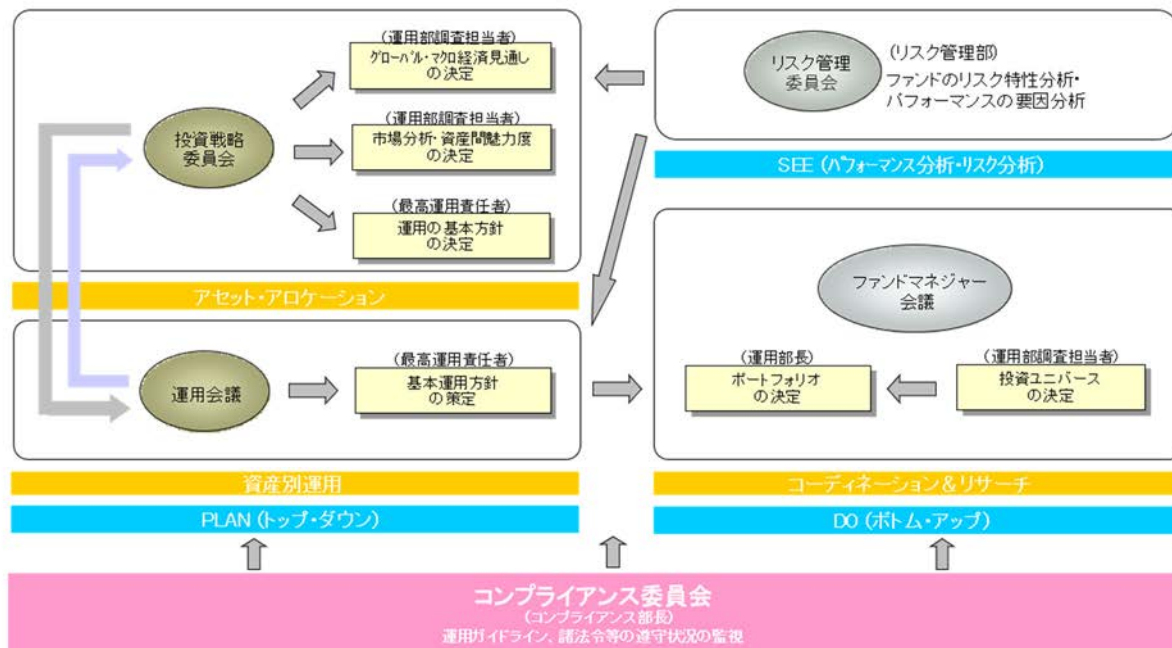 (運用部調査担当者)
グローバル・マクロ経済見通し
の決定
投資戦略
委員会
(運用部調査担当者)
市場分析・資産間魅力度
の決定
(最高運用責任者)
運用の基本方針
の決定
アセット・アロケーション
運用会議
(最高運用責任者)
基本運用方針
の策定
資産別運用
PLAN (トップ・ダウン)
リスク管理
委員会
(リスク管理部)
ファンドのリスク特性分析・
パフォーマンスの要因分析
SEE (パフォーマンス分析・リスク分析)
ファンドマネジャー
会議
(運用部長)
ポートフォリオ
の決定
(運用部調査担当者)
投資ユニバース
の決定
コーディネーション&リサーチ
DO (ボトム・アップ)
コンプライアンス委員会
(コンプライアンス部長)
運用ガイドライン、諸法令等の遵守状況の監視